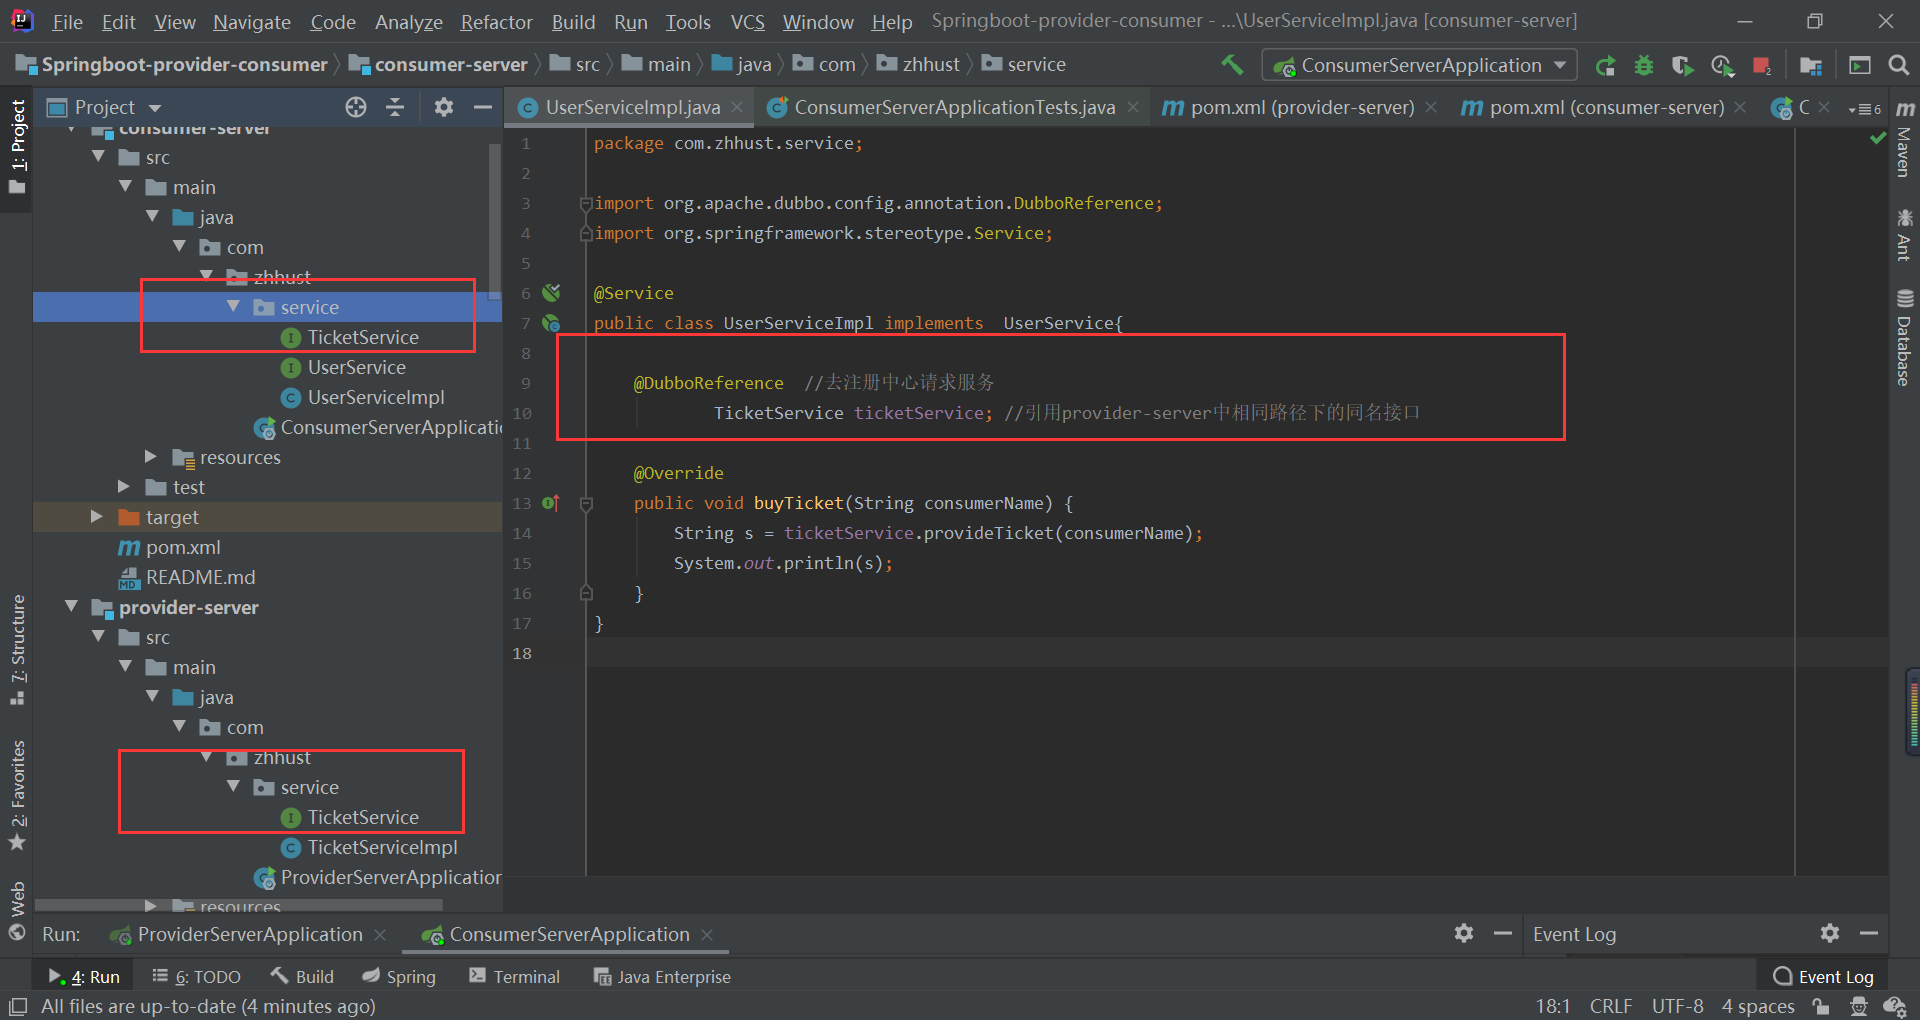 File Edit View Navigate Code Analyze Refactor Build Run Tools VCS Window Help Springboot-provider-consumer - ...\UserServiceImpl.java [consumer-server]
Springboot-provider-consumer consumer-server src main java com zhhust service ConsumerServerApplication 2
1: Project
7: Structure
2: Favorites
Web
Project
consumer-server
src
main
java
com
zhhust
service
TicketService
UserService
UserServiceImpl
ConsumerServerApplicatio
resources
test
target
pom.xml
README.md
provider-server
src
main
java
com
zhhust
service
TicketService
TicketServiceImpl
ProviderServerApplication
resources
UserServiceImpl.java ConsumerServerApplicationTests.java pom.xml (provider-server) pom.xml (consumer-server) C 6
1 package com.zhhust.service;
2
3 import org.apache.dubbo.config.annotation.DubboReference;
4 import org.springframework.stereotype.Service;
5
6 @Service
7 public class UserServiceImpl implements  UserService{
8
9 @DubboReference  //去注册中心请求服务
10 TicketService ticketService; //引用provider-server中相同路径下的同名接口
11
12 @Override
13 public void buyTicket(String consumerName) {
14 String s = ticketService.provideTicket(consumerName);
15 System.out.println(s);
16 }
17 }
18
Maven
Ant
Database
Run: ProviderServerApplication ConsumerServerApplication Event Log
4: Run 6: TODO Build Spring Terminal Java Enterprise Event Log
All files are up-to-date (4 minutes ago) 18:1 CRLF UTF-8 4 spaces